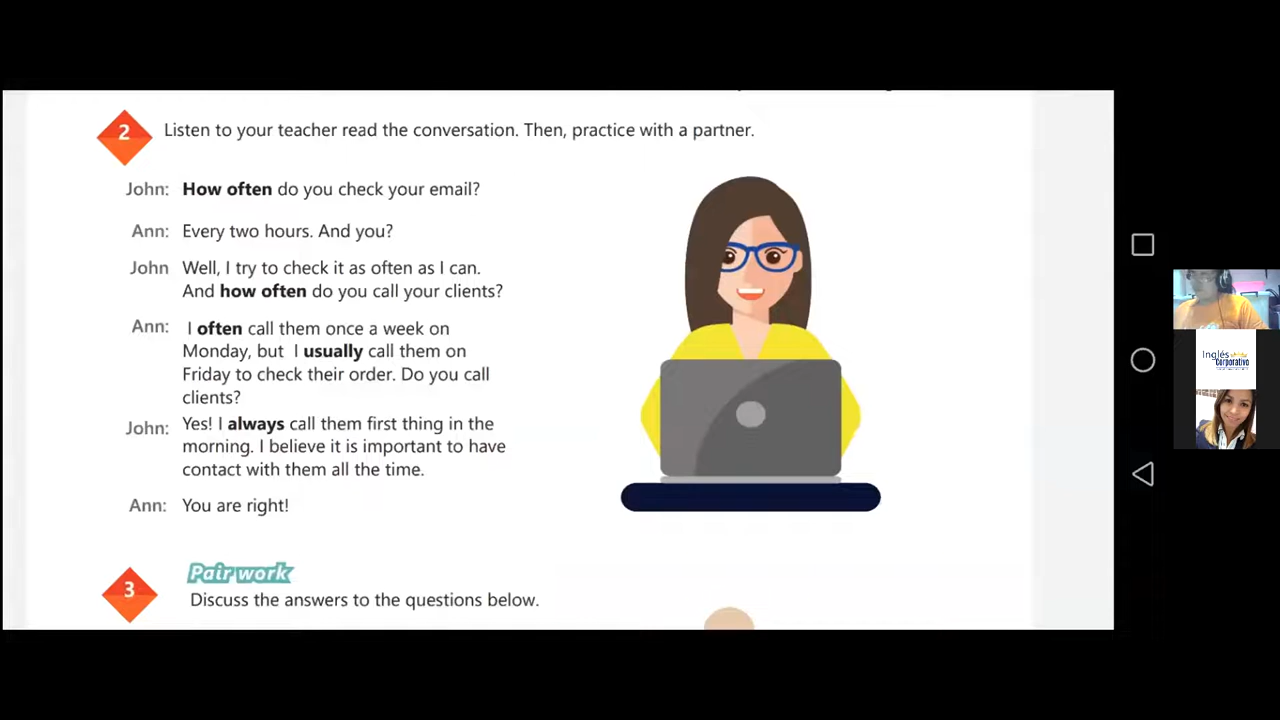 2
Listen to your teacher read the conversation. Then, practice with a partner.
John: How often do you check your email?
Ann: Every two hours. And you?
John Well, I try to check it as often as I can.
And how often do you call your clients?
Ann: I often call them once a week on
Monday, but I usually call them on
Friday to check their order. Do you call
clients?
John: Yes! I always call them first thing in the
morning. I believe it is important to have
contact with them all the time.
Ann: You are right!
3
Pair work
Discuss the answers to the questions below.
Inglés
Corporativo